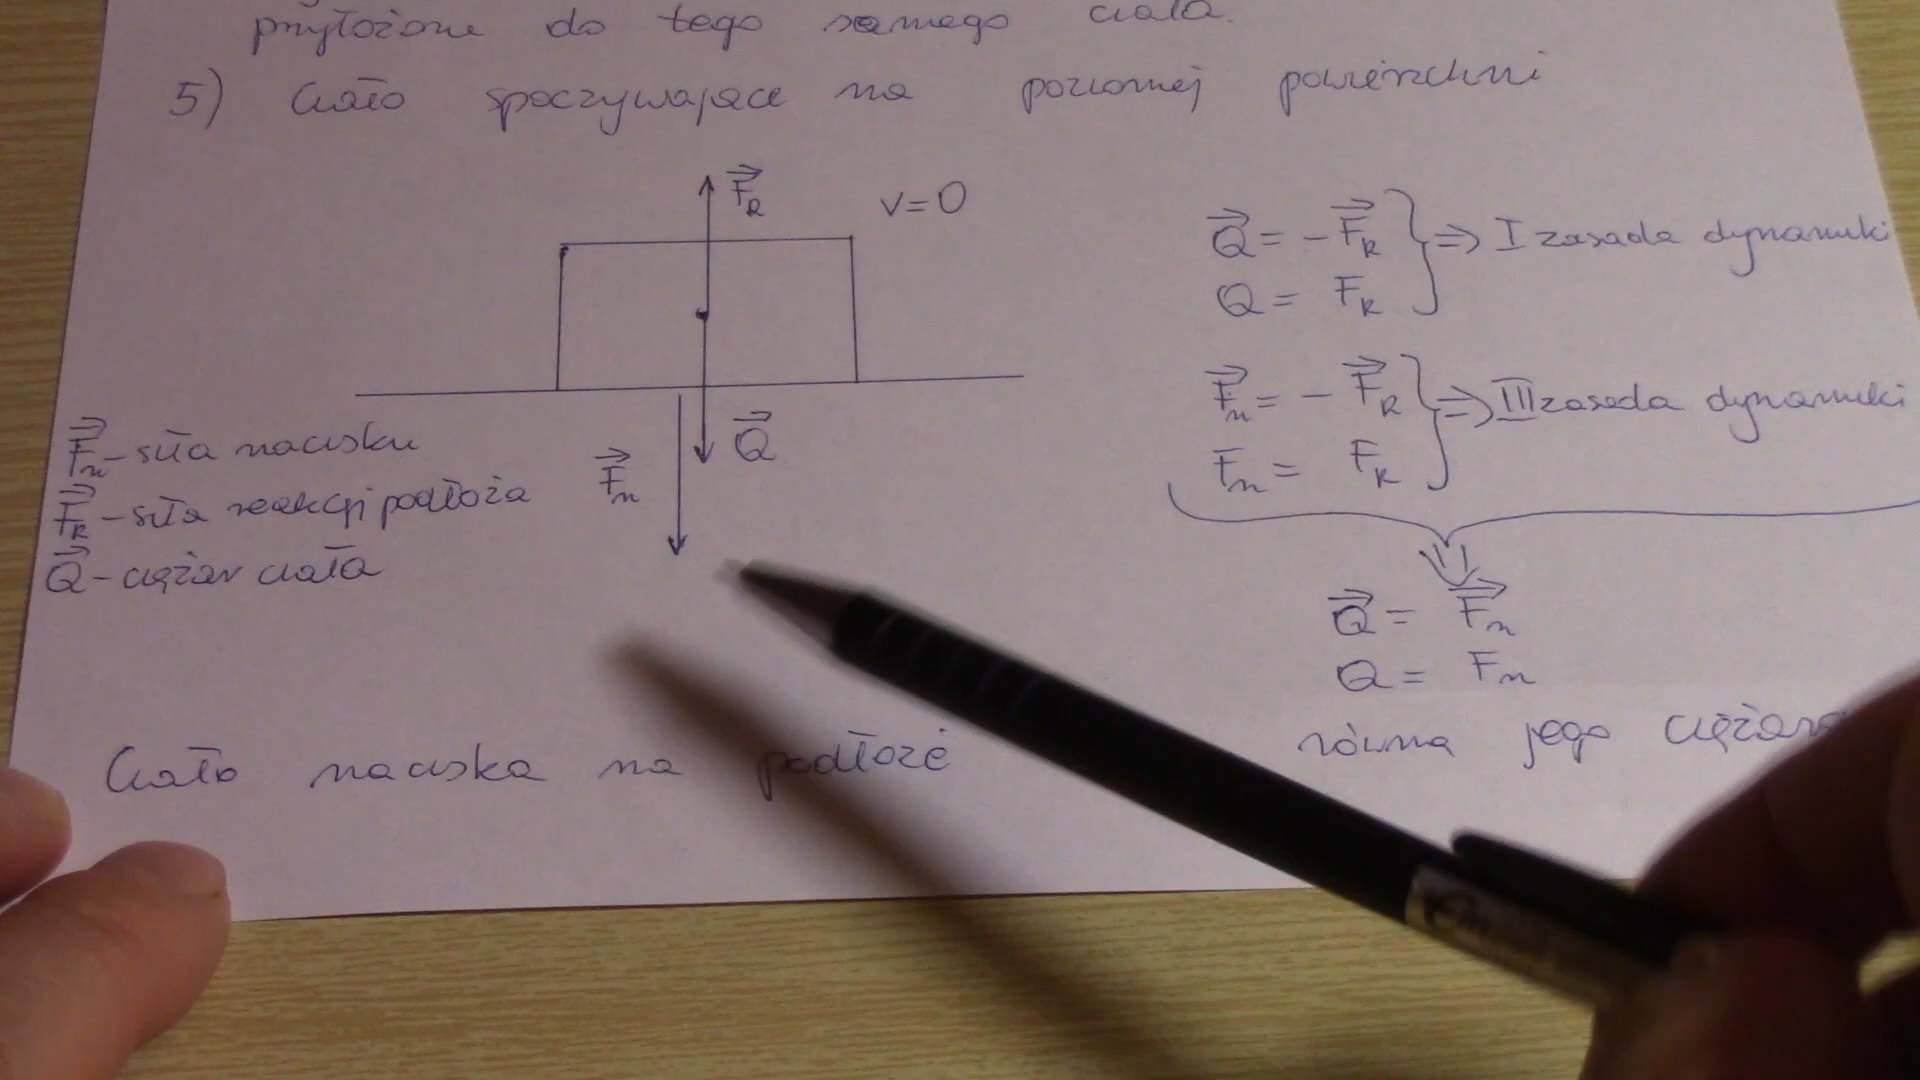 przyłożone do tego samego ciała.
5) Ciało spoczywające na poziomej powierzchni
F_R
v=0
Q = - F_R } => I zasada dynamiki
Q = F_R
F_n = - F_R } => III zasada dynamiki
F_n = F_R
Q
F_n
F_n - siła nacisku
F_R - siła reakcji podłoża
Q - ciężar ciała
Q = F_n
Q = F_n
Ciało naciska na podłoże równa jego